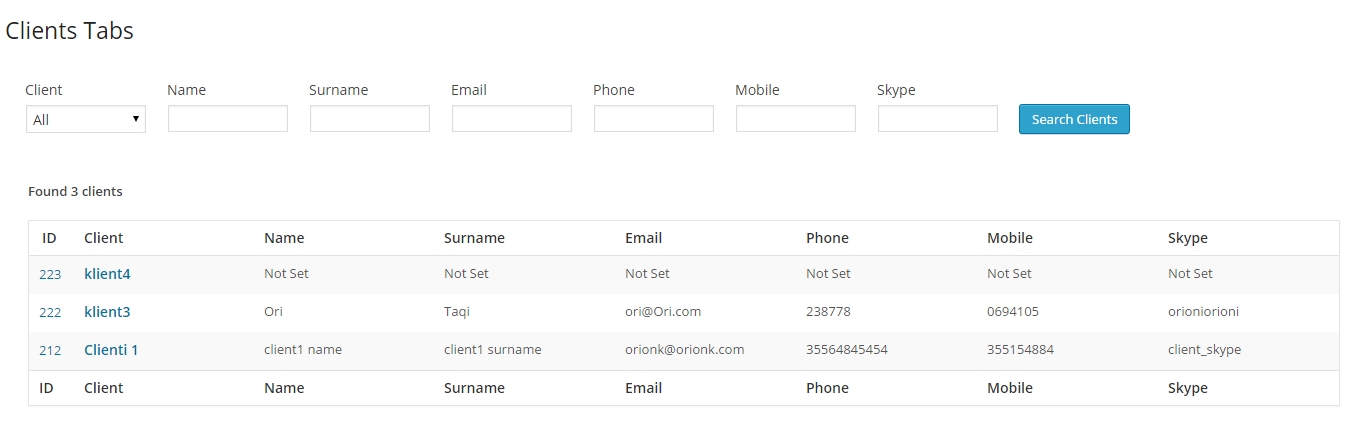 Clients Tabs
Client Name Surname Email Phone Mobile Skype
All Search Clients
Found 3 clients
ID Client Name Surname Email Phone Mobile Skype
223 klient4 Not Set Not Set Not Set Not Set Not Set Not Set
222 klient3 Ori Taqi ori@Ori.com 238778 0694105 orioniorioni
212 Clienti 1 client1 name client1 surname orionk@orionk.com 35564845454 355154884 client_skype
ID Client Name Surname Email Phone Mobile Skype